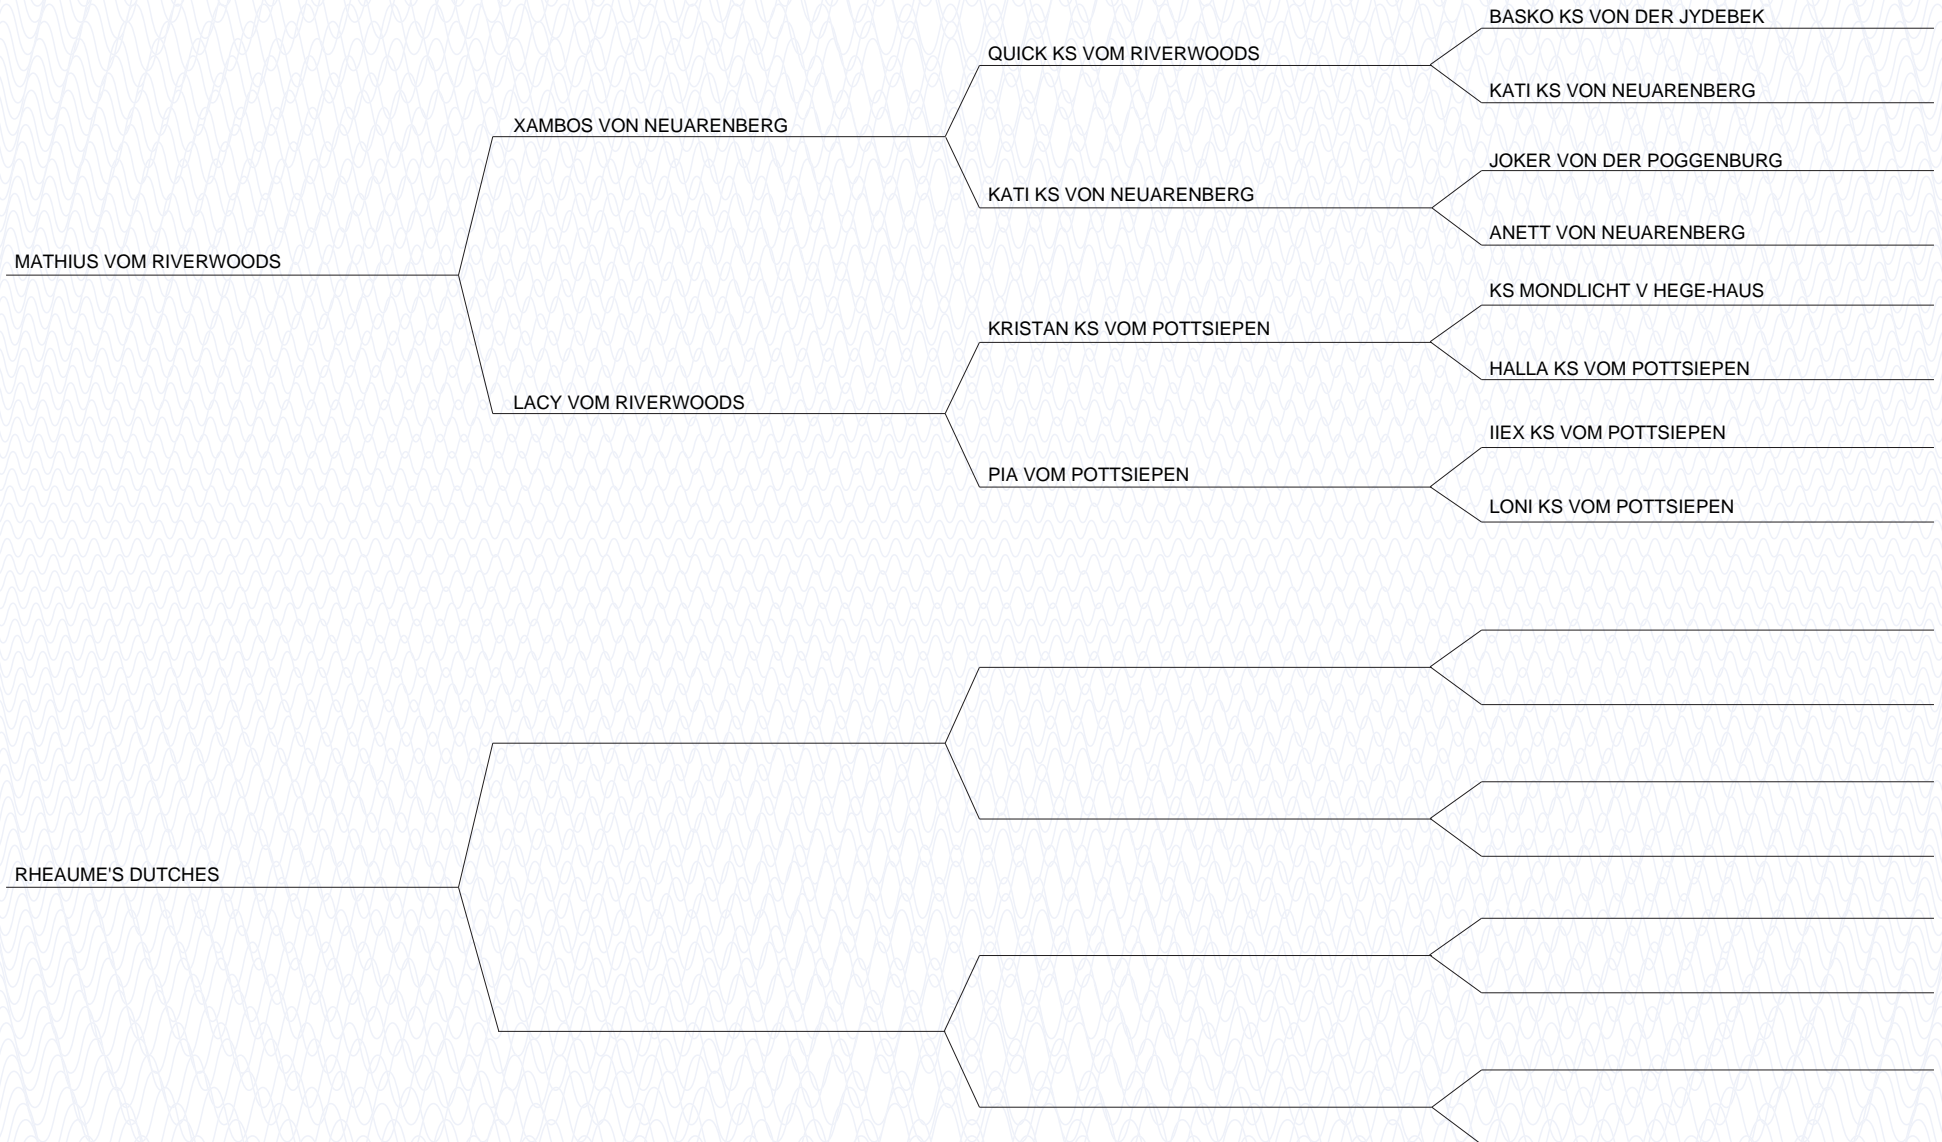 BASKO KS VON DER JYDEBEK
QUICK KS VOM RIVERWOODS
KATI KS VON NEUARENBERG
XAMBOS VON NEUARENBERG
JOKER VON DER POGGENBURG
KATI KS VON NEUARENBERG
ANETT VON NEUARENBERG
MATHIUS VOM RIVERWOODS
KS MONDLICHT V HEGE-HAUS
KRISTAN KS VOM POTTSIEPEN
HALLA KS VOM POTTSIEPEN
LACY VOM RIVERWOODS
IIEX KS VOM POTTSIEPEN
PIA VOM POTTSIEPEN
LONI KS VOM POTTSIEPEN
RHEAUME'S DUTCHES